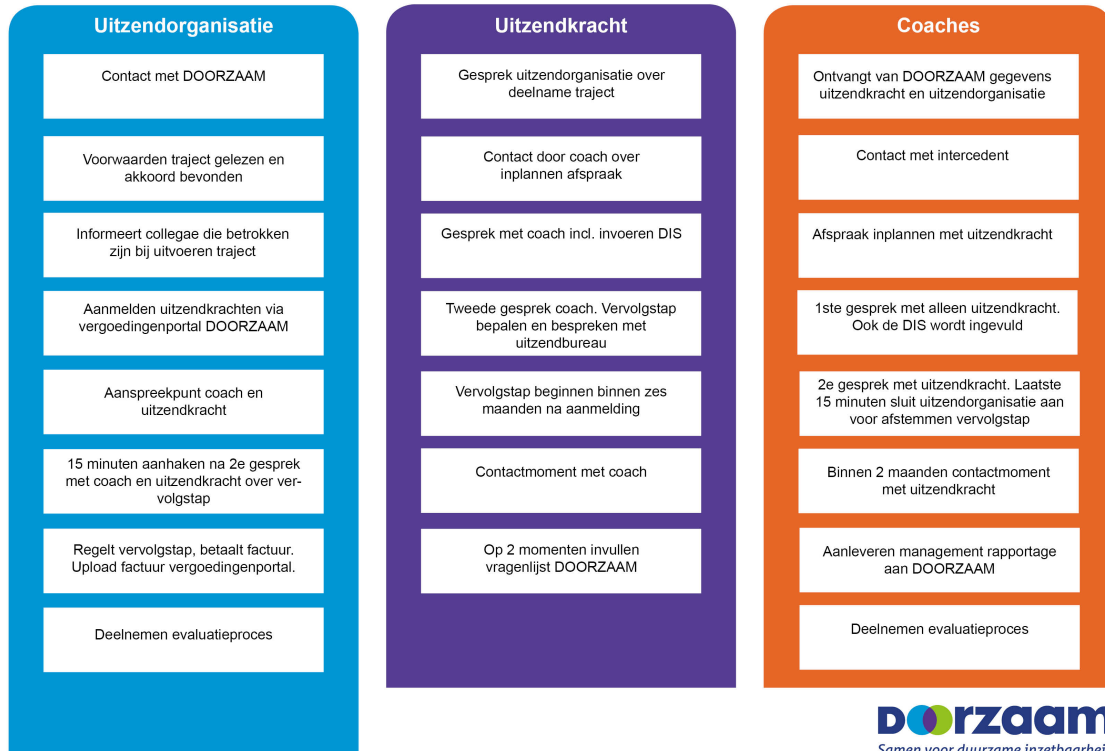 Uitzendorganisatie
Contact met DOORZAAM
Voorwaarden traject gelezen en
akkoord bevonden
Informeert collegae die betrokken
zijn bij uitvoeren traject
Aanmelden uitzendkrachten via
vergoedingenportal DOORZAAM
Aanspreekpunt coach en
uitzendkracht
15 minuten aanhaken na 2e gesprek
met coach en uitzendkracht over ver-
volgstap
Regelt vervolgstap, betaalt factuur.
Upload factuur vergoedingenportal.
Deelnemen evaluatieproces
Uitzendkracht
Gesprek uitzendorganisatie over
deelname traject
Contact door coach over
inplannen afspraak
Gesprek met coach incl. invoeren DIS
Tweede gesprek coach. Vervolgstap
bepalen en bespreken met
uitzendbureau
Vervolgstap beginnen binnen zes
maanden na aanmelding
Contactmoment met coach
Op 2 momenten invullen
vragenlijst DOORZAAM
Coaches
Ontvangt van DOORZAAM gegevens
uitzendkracht en uitzendorganisatie
Contact met intercedent
Afspraak inplannen met uitzendkracht
1ste gesprek met alleen uitzendkracht.
Ook de DIS wordt ingevuld
2e gesprek met uitzendkracht. Laatste
15 minuten sluit uitzendorganisatie aan
voor afstemmen vervolgstap
Binnen 2 maanden contactmoment
met uitzendkracht
Aanleveren management rapportage
aan DOORZAAM
Deelnemen evaluatieproces
DOORZAAM
Samen voor duurzame inzetbaarhei